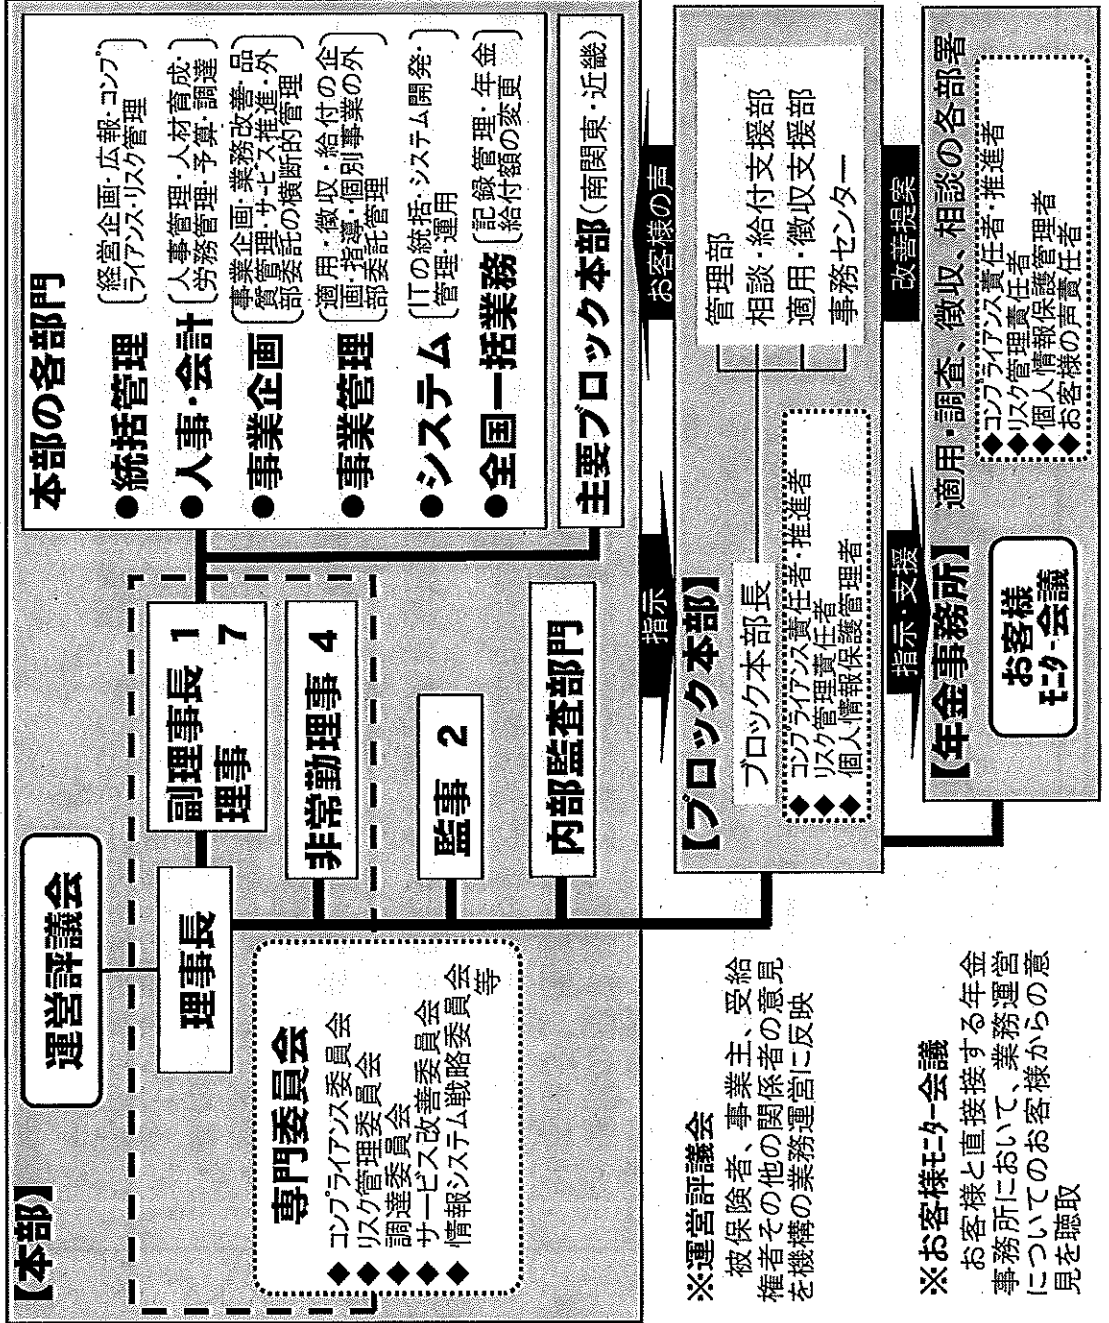 【本部】
運営評議会
理事長
副理事長 1
理事 7
非常勤理事 4
監事 2
内部監査部門
専門委員会
◆コンプライアンス委員会
◆リスク管理委員会
◆調達委員会
◆サービス改善委員会
◆情報システム戦略委員会
等
本部の各部門
●統括管理
経営企画・広報・コンプ
ライアンス・リスク管理
●人事・会計
人事管理・人材育成・
労務管理・予算・調達
●事業企画
事業企画・業務改善・品
質管理・サービス推進・外
部委託の横断的管理
●事業管理
適用・徴収・給付の企
画・指導・個別事業の外
部委託管理
●システム
ITの統括・システム開発・
管理・運用
●全国一括業務
記録管理・年金
給付額の変更
主要ブロック本部(南関東・近畿)
指示
お客様の声
【ブロック本部】
ブロック本部長
管理部
相談・給付支援部
適用・徴収支援部
事務センター
◆コンプライアンス責任者・推進者
◆リスク管理責任者
◆個人情報保護管理者
指示・支援
改善提案
【年金事務所】
適用・調査、徴収、相談の各部署
お客様
モニター会議
◆コンプライアンス責任者・推進者
◆リスク管理責任者
◆個人情報保護管理者
◆お客様の声責任者
※運営評議会
被保険者、事業主、受給
権者その他の関係者の意見
を機構の業務運営に反映
※お客様モニター会議
お客様と直接接する年金
事務所において、業務運営
についてのお客様からの意
見を聴取